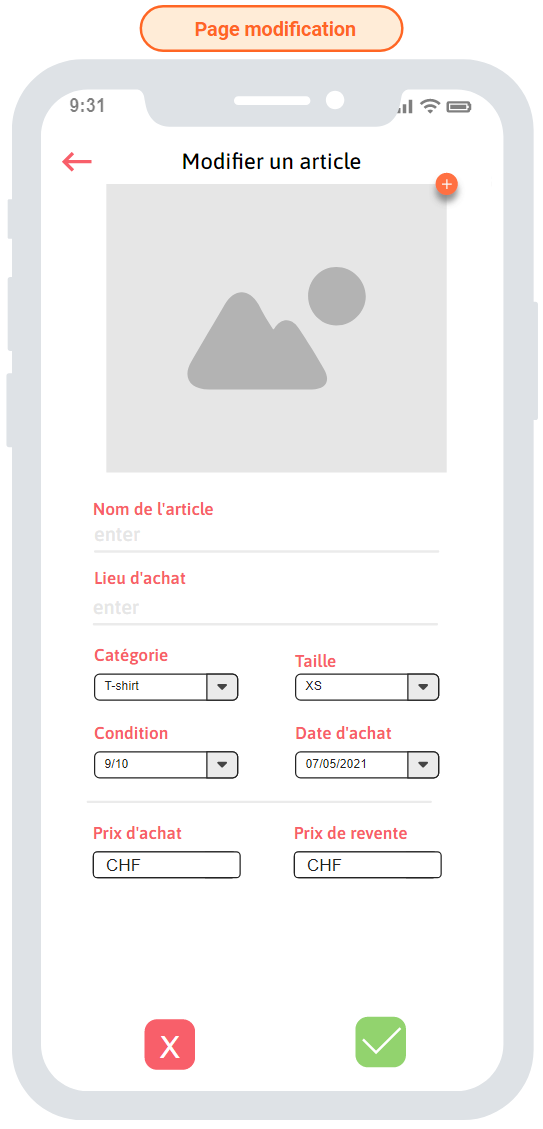 Page modification
9:31
Modifier un article
+
Nom de l'article
enter
Lieu d'achat
enter
Catégorie
Taille
T-shirt
XS
Condition
Date d'achat
9/10
07/05/2021
Prix d'achat
Prix de revente
CHF
CHF
X